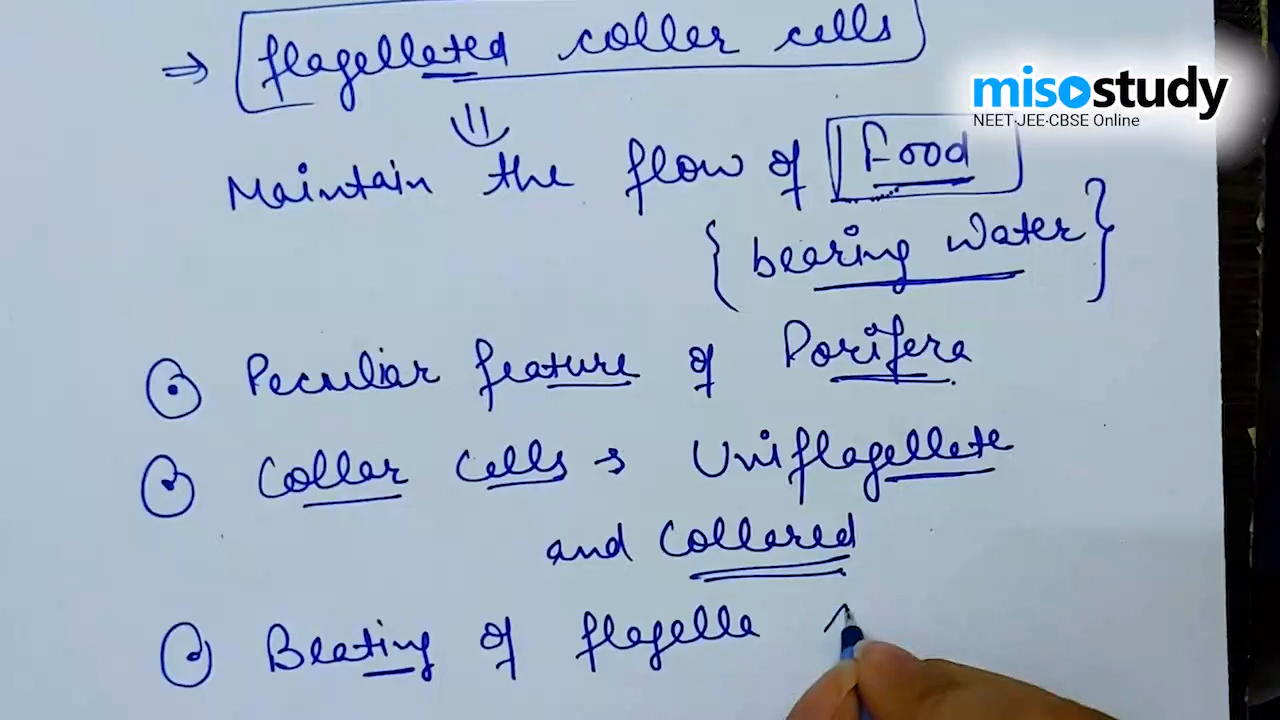 ⇒ flagellated coller cells
misostudy
NEET-JEE-CBSE Online
Maintain the flow of Food
{ bearing water }
Peculiar feature of Porifera
Collar cells → Uniflagellate
and Collared
Beating of flagella